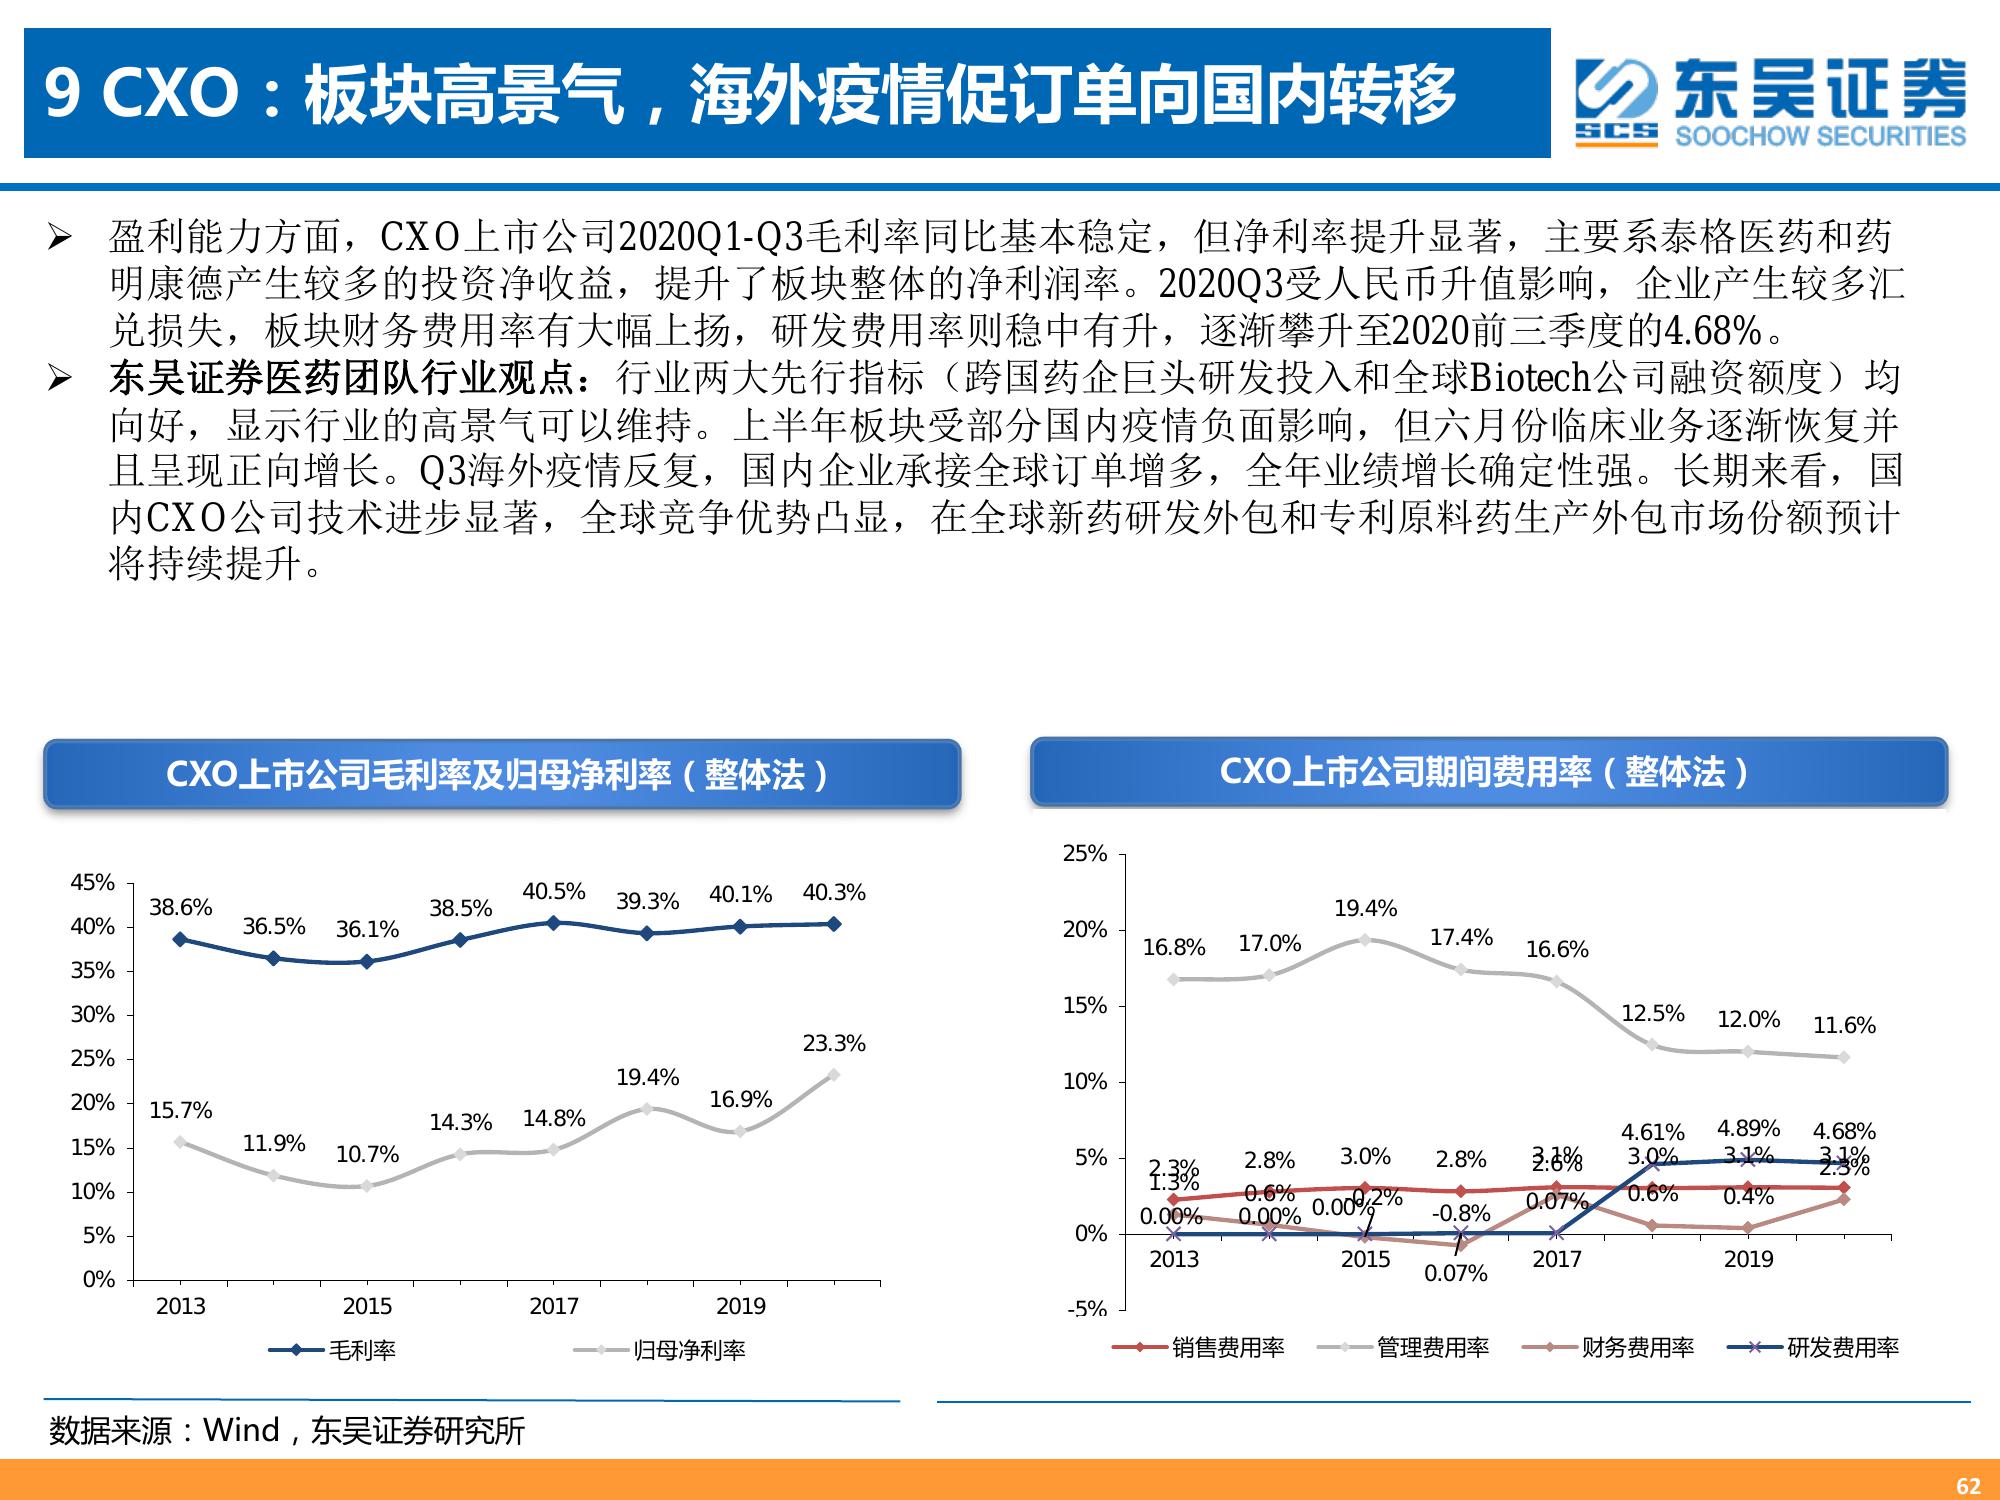 9 CXO：板块高景气，海外疫情促订单向国内转移
东吴证券
SCS
SOOCHOW SECURITIES
➢ 盈利能力方面，CXO上市公司2020Q1-Q3毛利率同比基本稳定，但净利率提升显著，主要系泰格医药和药
明康德产生较多的投资净收益，提升了板块整体的净利润率。2020Q3受人民币升值影响，企业产生较多汇
兑损失，板块财务费用率有大幅上扬，研发费用率则稳中有升，逐渐攀升至2020前三季度的4.68%。
➢ 东吴证券医药团队行业观点：行业两大先行指标（跨国药企巨头研发投入和全球Biotech公司融资额度）均
向好，显示行业的高景气可以维持。上半年板块受部分国内疫情负面影响，但六月份临床业务逐渐恢复并
且呈现正向增长。Q3海外疫情反复，国内企业承接全球订单增多，全年业绩增长确定性强。长期来看，国
内CXO公司技术进步显著，全球竞争优势凸显，在全球新药研发外包和专利原料药生产外包市场份额预计
将持续提升。
CXO上市公司毛利率及归母净利率（整体法）
45%
40%
35%
30%
25%
20%
15%
10%
5%
0%
38.6% 36.5% 36.1% 38.5% 40.5% 39.3% 40.1% 40.3%
15.7% 11.9% 10.7% 14.3% 14.8% 19.4% 16.9% 23.3%
2013 2015 2017 2019
毛利率 归母净利率
CXO上市公司期间费用率（整体法）
25%
20%
15%
10%
5%
0%
-5%
16.8% 17.0% 19.4% 17.4% 16.6% 12.5% 12.0% 11.6%
4.61% 4.89% 4.68%
2.3% 2.8% 3.0% 2.8% 3.1% 3.0% 3.1% 3.1%
1.3% 0.6% -0.2% -0.8% 2.6% 0.6% 0.4% 2.3%
0.00% 0.00% 0.00% 0.07% 0.07%
2013 2015 2017 2019
销售费用率 管理费用率 财务费用率 研发费用率
数据来源：Wind，东吴证券研究所
62